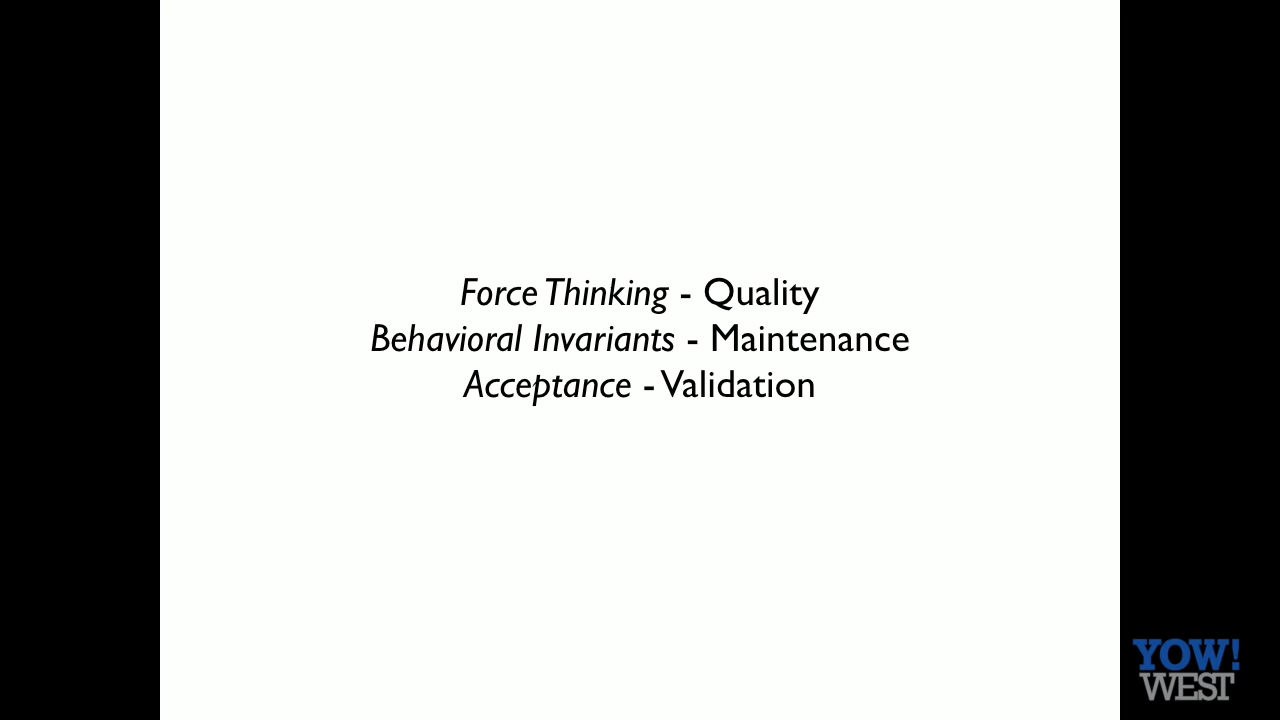 Force Thinking - Quality
Behavioral Invariants - Maintenance
Acceptance - Validation
YOW!
WEST